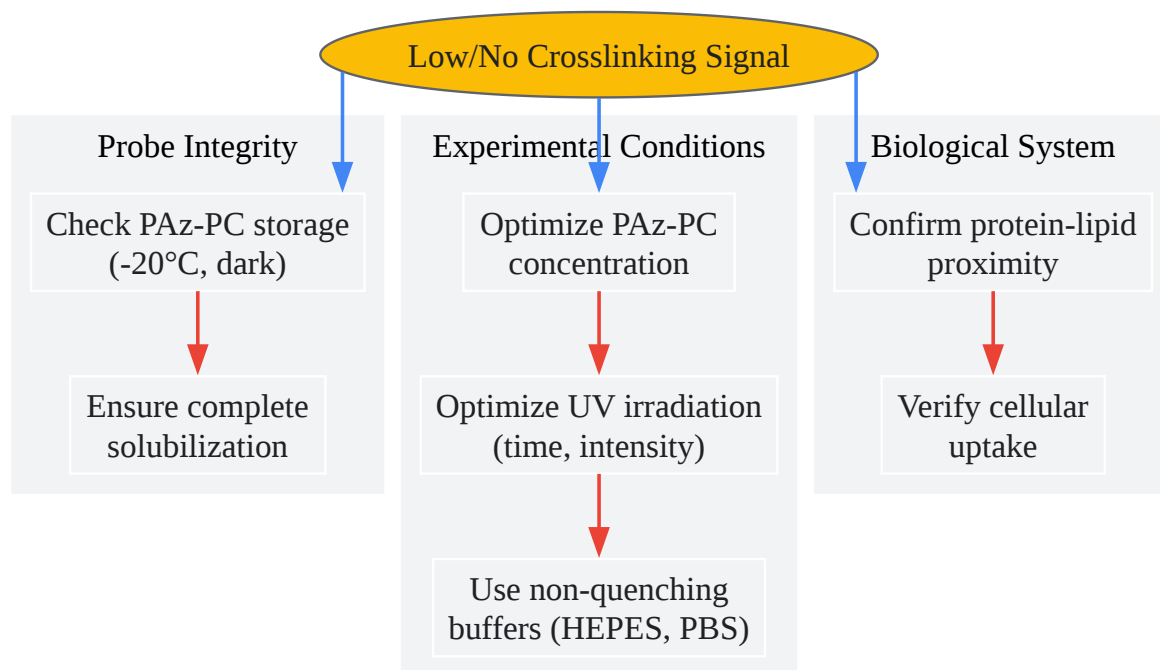 Low/No Crosslinking Signal
Probe Integrity
Check PAz-PC storage
(-20°C, dark)
Ensure complete
solubilization
Experimental Conditions
Optimize PAz-PC
concentration
Optimize UV irradiation
(time, intensity)
Use non-quenching
buffers (HEPES, PBS)
Biological System
Confirm protein-lipid
proximity
Verify cellular
uptake